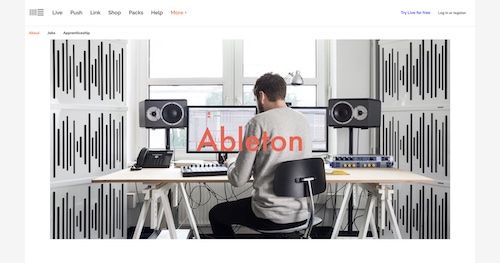 Live Push Link Shop Packs Help More + Try Live for free Log in or register
About Jobs Apprenticeship
Ableton